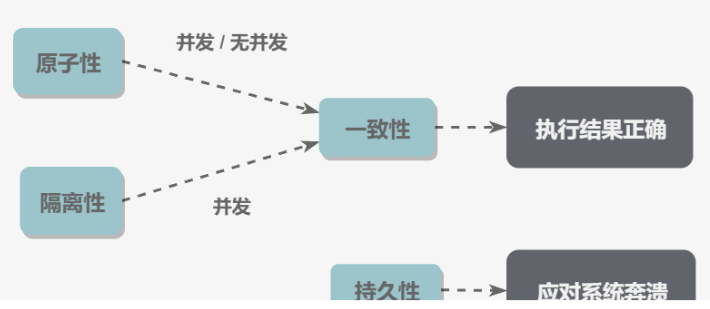 并发 / 无并发
原子性
一致性
执行结果正确
隔离性
并发
持久性
应对系统奔溃